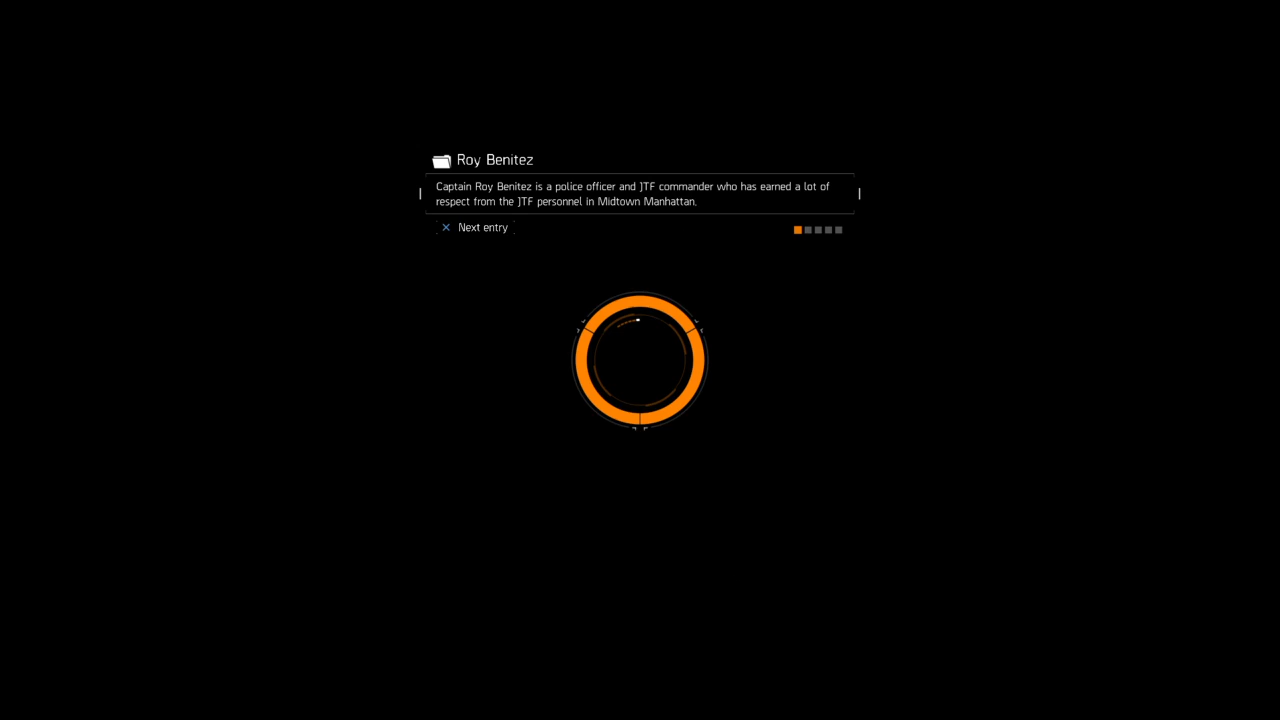 Roy Benitez
Captain Roy Benitez is a police officer and JTF commander who has earned a lot of
respect from the JTF personnel in Midtown Manhattan.
Next entry